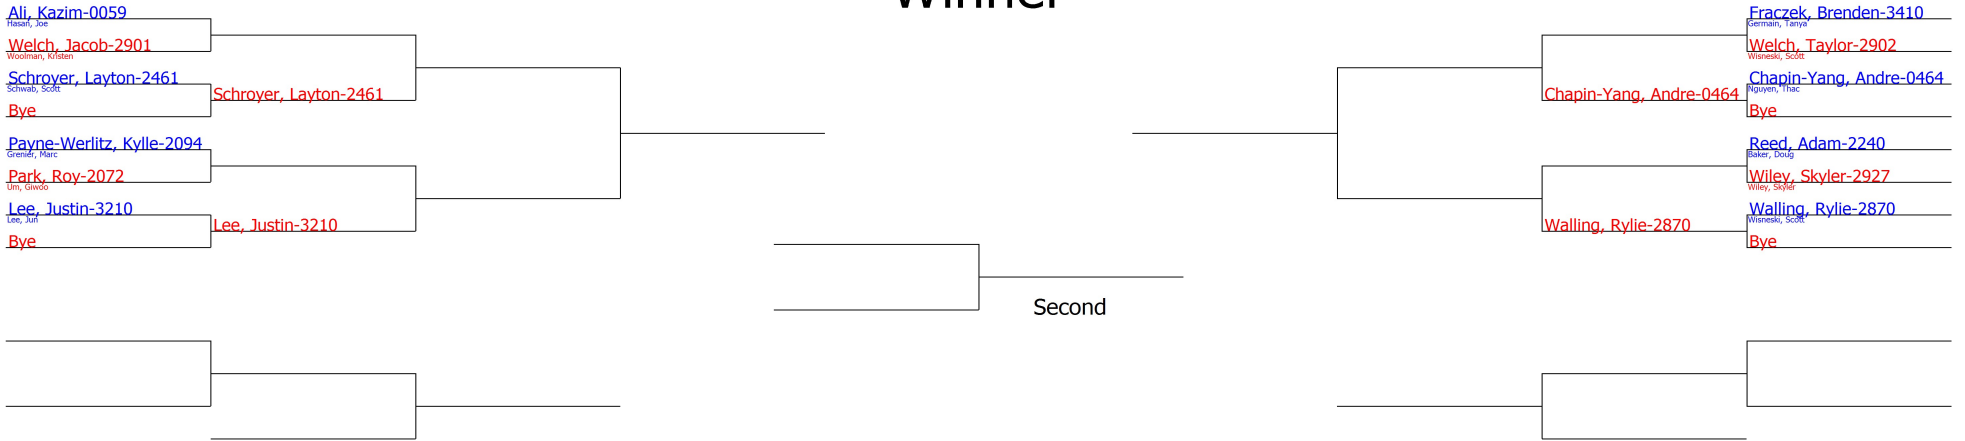 Winner
Ali, Kazim-0059
Hasan, Joe
Welch, Jacob-2901
Woolman, Kristen
Schroyer, Layton-2461
Schwab, Scott
Bye
Schroyer, Layton-2461
Payne-Werlitz, Kylle-2094
Grenier, Marc
Park, Roy-2072
Um, Giwoo
Lee, Justin-3210
Lee, Jun
Bye
Lee, Justin-3210
Second
Chapin-Yang, Andre-0464
Walling, Rylie-2870
Fraczek, Brenden-3410
Germain, Tanya
Welch, Taylor-2902
Wisneski, Scott
Chapin-Yang, Andre-0464
Nguyen, Thac
Bye
Reed, Adam-2240
Baker, Doug
Wiley, Skyler-2927
Wiley, Skyler
Walling, Rylie-2870
Wisneski, Scott
Bye